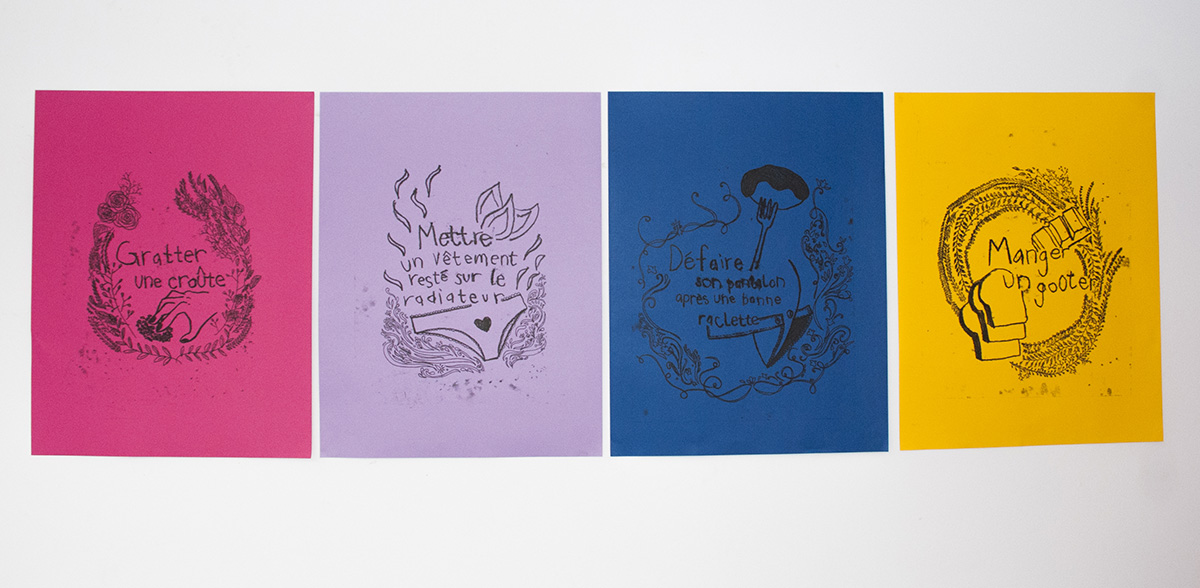 Gratter
une croûte
Mettre
un vêtement
resté sur le
radiateur
Défaire
son pantalon
après une bonne
raclette
Manger
un goûter